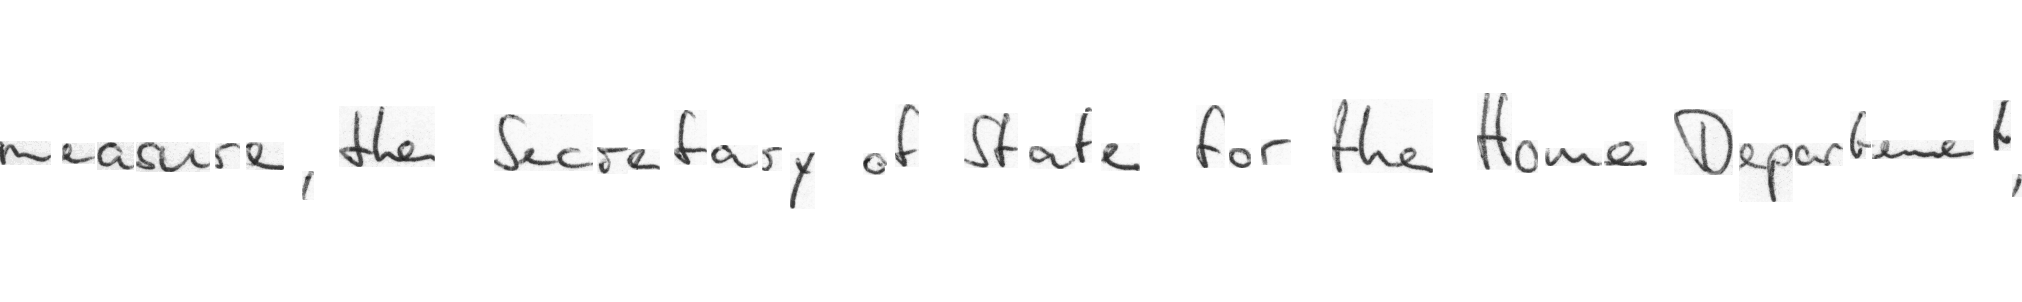 measure, the Secretary of State for the Home Department,